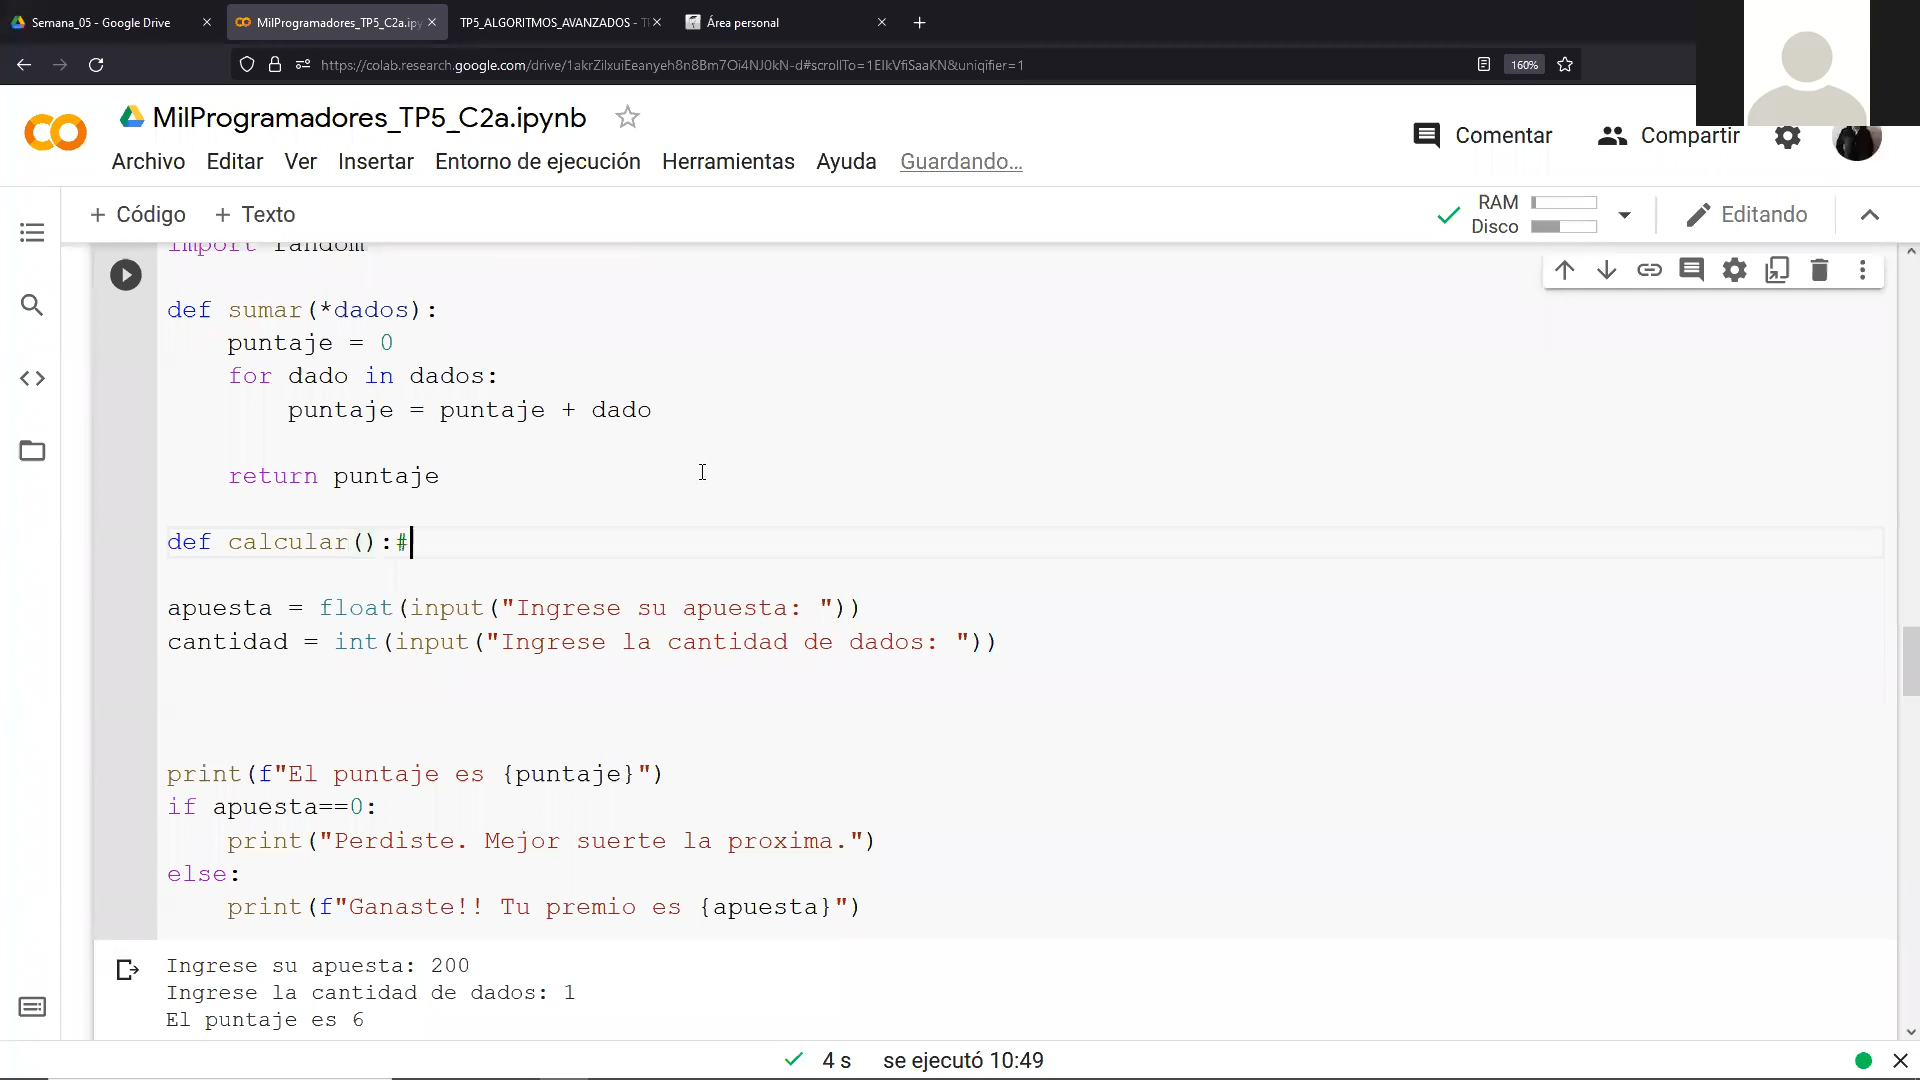 Semana_05 - Google Drive
MilProgramadores_TP5_C2a.ipy
TP5_ALGORITMOS_AVANZADOS - T
Área personal
https://colab.research.google.com/drive/1akrZilxuiEeanyeh8n8Bm7Oi4NJ0kN-d#scrollTo=1EIkVfiSaaKN&uniqifier=1
160%
MilProgramadores_TP5_C2a.ipynb
Comentar
Compartir
Archivo
Editar
Ver
Insertar
Entorno de ejecución
Herramientas
Ayuda
Guardando...
+ Código
+ Texto
RAM
Disco
Editando
import random
def sumar(*dados):
puntaje = 0
for dado in dados:
puntaje = puntaje + dado
return puntaje
def calcular():#
apuesta = float(input("Ingrese su apuesta: "))
cantidad = int(input("Ingrese la cantidad de dados: "))
print(f"El puntaje es {puntaje}")
if apuesta==0:
print("Perdiste. Mejor suerte la proxima.")
else:
print(f"Ganaste!! Tu premio es {apuesta}")
Ingrese su apuesta: 200
Ingrese la cantidad de dados: 1
El puntaje es 6
4 s
se ejecutó 10:49